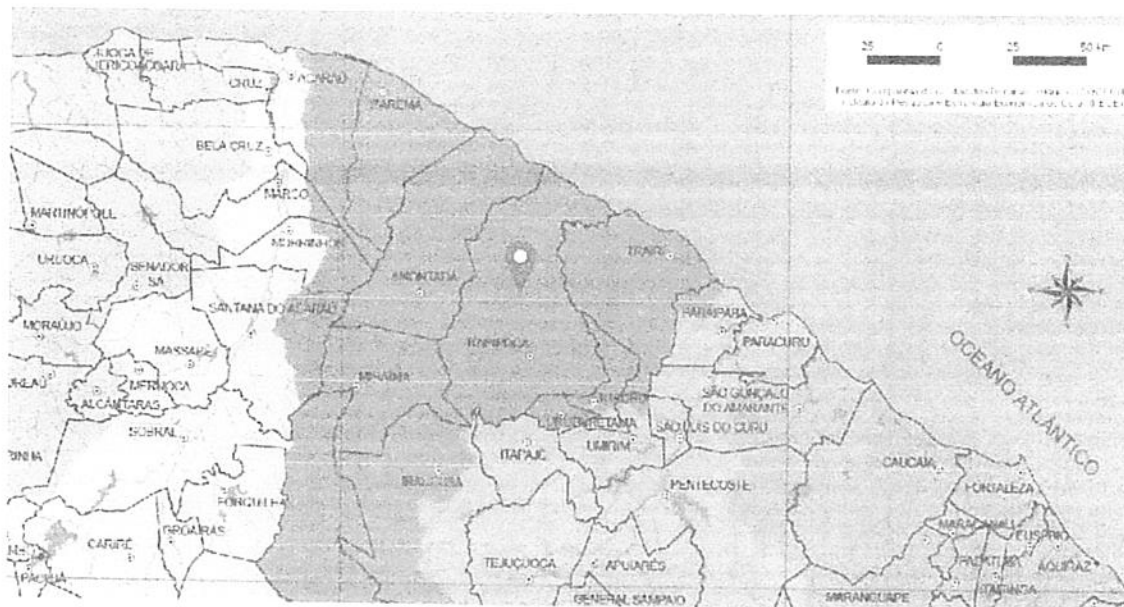 25 0 25 50 km
CRUZ
ACARAÚ
ITAREMA
BELA CRUZ
MARCO
MARTINÓPOLE
MORRINHOS
URUOCA
SENADOR
SÁ
AMONTADA
TRAIRI
SANTANA DO ACARAÚ
PARAIPABA
MORAÚJO
PARACURU
MASSAPÊ
ITAPIPOCA
OCEANO ATLÂNTICO
MERUOCA
MIRAÍMA
ALCÂNTARAS
SÃO GONÇALO
DO AMARANTE
SOBRAL
UMIRIM
SÃO LUÍS DO CURU
ITAPAJÉ
IRAUÇUBA
CAUCAIA
PENTECOSTE
FORTALEZA
FORQUILHA
MARACANAÚ
EUSÉBIO
GROAÍRAS
CARIRÉ
AQUIRAZ
TEJUÇUOCA
APUIARÉS
ITAITINGA
MARANGUAPE
GENERAL SAMPAIO